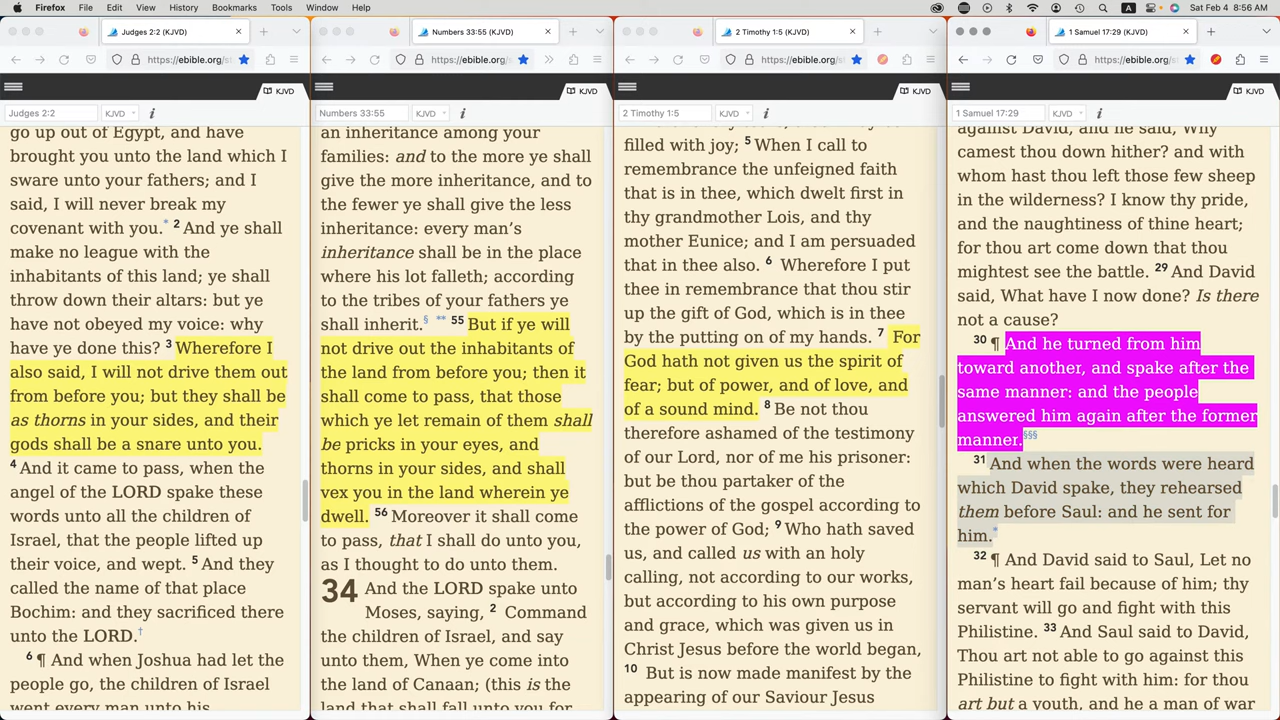 Firefox File Edit View History Bookmarks Tools Window Help
A Sat Feb 4 8:56 AM
Judges 2:2 (KJVD)
https://ebible.org/
KJVD
Judges 2:2 KJVD i
go up out of Egypt, and have
brought you unto the land which I
sware unto your fathers; and I
said, I will never break my
covenant with you.* 2 And ye shall
make no league with the
inhabitants of this land; ye shall
throw down their altars: but ye
have not obeyed my voice: why
have ye done this? 3 Wherefore I
also said, I will not drive them out
from before you; but they shall be
as thorns in your sides, and their
gods shall be a snare unto you.
4 And it came to pass, when the
angel of the LORD spake these
words unto all the children of
Israel, that the people lifted up
their voice, and wept. 5 And they
called the name of that place
Bochim: and they sacrificed there
unto the LORD.†
6 ¶ And when Joshua had let the
people go, the children of Israel
went every man unto his
Numbers 33:55 (KJVD)
https://ebible.org/
KJVD
Numbers 33:55 KJVD i
an inheritance among your
families: and to the more ye shall
give the more inheritance, and to
the fewer ye shall give the less
inheritance: every man's
inheritance shall be in the place
where his lot falleth; according
to the tribes of your fathers ye
shall inherit.§ ** 55 But if ye will
not drive out the inhabitants of
the land from before you; then it
shall come to pass, that those
which ye let remain of them shall
be pricks in your eyes, and
thorns in your sides, and shall
vex you in the land wherein ye
dwell. 56 Moreover it shall come
to pass, that I shall do unto you,
as I thought to do unto them.
34 And the LORD spake unto
Moses, saying, 2 Command
the children of Israel, and say
unto them, When ye come into
the land of Canaan; (this is the
land that shall fall unto you for
2 Timothy 1:5 (KJVD)
https://ebible.org/
KJVD
2 Timothy 1:5 KJVD i
filled with joy; 5 When I call to
remembrance the unfeigned faith
that is in thee, which dwelt first in
thy grandmother Lois, and thy
mother Eunice; and I am persuaded
that in thee also. 6 Wherefore I put
thee in remembrance that thou stir
up the gift of God, which is in thee
by the putting on of my hands. 7 For
God hath not given us the spirit of
fear; but of power, and of love, and
of a sound mind. 8 Be not thou
therefore ashamed of the testimony
of our Lord, nor of me his prisoner:
but be thou partaker of the
afflictions of the gospel according to
the power of God; 9 Who hath saved
us, and called us with an holy
calling, not according to our works,
but according to his own purpose
and grace, which was given us in
Christ Jesus before the world began,
10 But is now made manifest by the
appearing of our Saviour Jesus
1 Samuel 17:29 (KJVD)
https://ebible.org/
KJVD
1 Samuel 17:29 KJVD i
against David, and he said, Why
camest thou down hither? and with
whom hast thou left those few sheep
in the wilderness? I know thy pride,
and the naughtiness of thine heart;
for thou art come down that thou
mightest see the battle. 29 And David
said, What have I now done? Is there
not a cause?
30 ¶ And he turned from him
toward another, and spake after the
same manner: and the people
answered him again after the former
manner.§§§
31 And when the words were heard
which David spake, they rehearsed
them before Saul: and he sent for
him.*
32 ¶ And David said to Saul, Let no
man's heart fail because of him; thy
servant will go and fight with this
Philistine. 33 And Saul said to David,
Thou art not able to go against this
Philistine to fight with him: for thou
art but a youth, and he a man of war